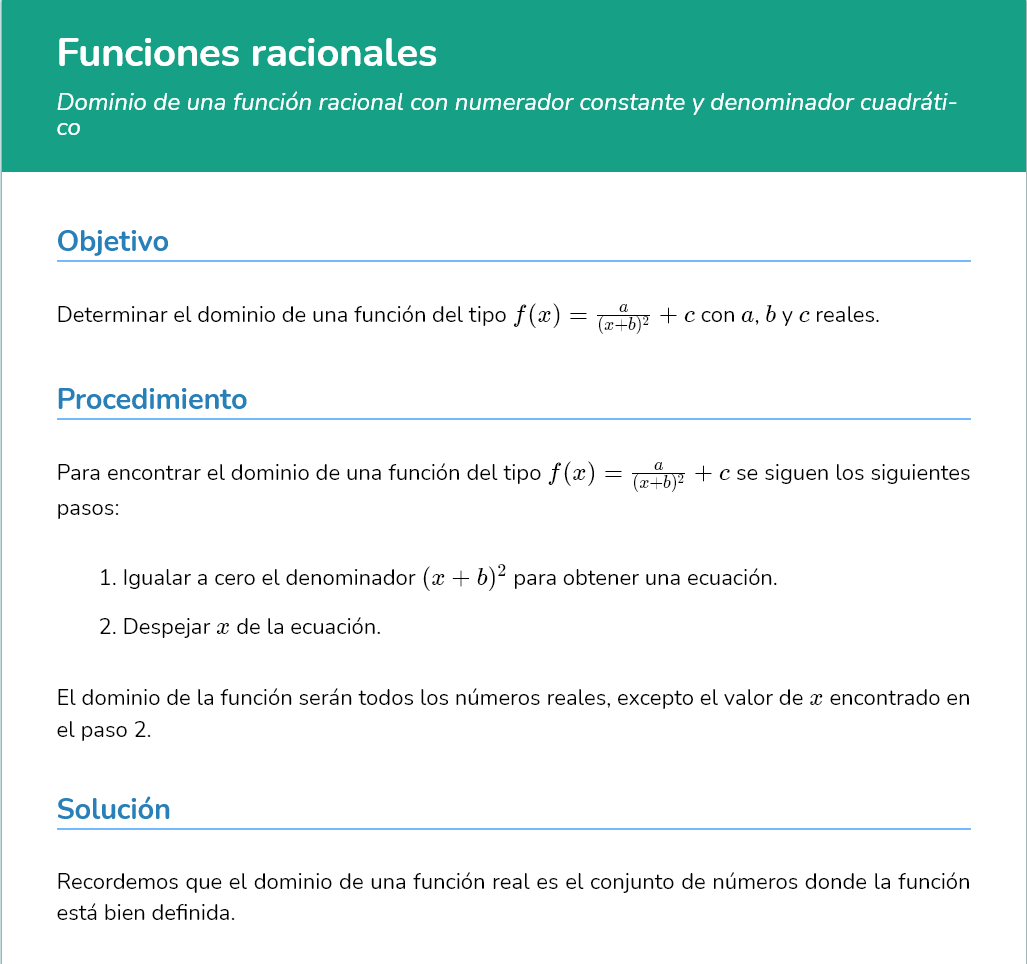 Funciones racionales
Dominio de una función racional con numerador constante y denominador cuadráti-
co
Objetivo
Determinar el dominio de una función del tipo f(x) = a/(x+b)² + c con a, b y c reales.
Procedimiento
Para encontrar el dominio de una función del tipo f(x) = a/(x+b)² + c se siguen los siguientes
pasos:
1. Igualar a cero el denominador (x + b)² para obtener una ecuación.
2. Despejar x de la ecuación.
El dominio de la función serán todos los números reales, excepto el valor de x encontrado en
el paso 2.
Solución
Recordemos que el dominio de una función real es el conjunto de números donde la función
está bien definida.